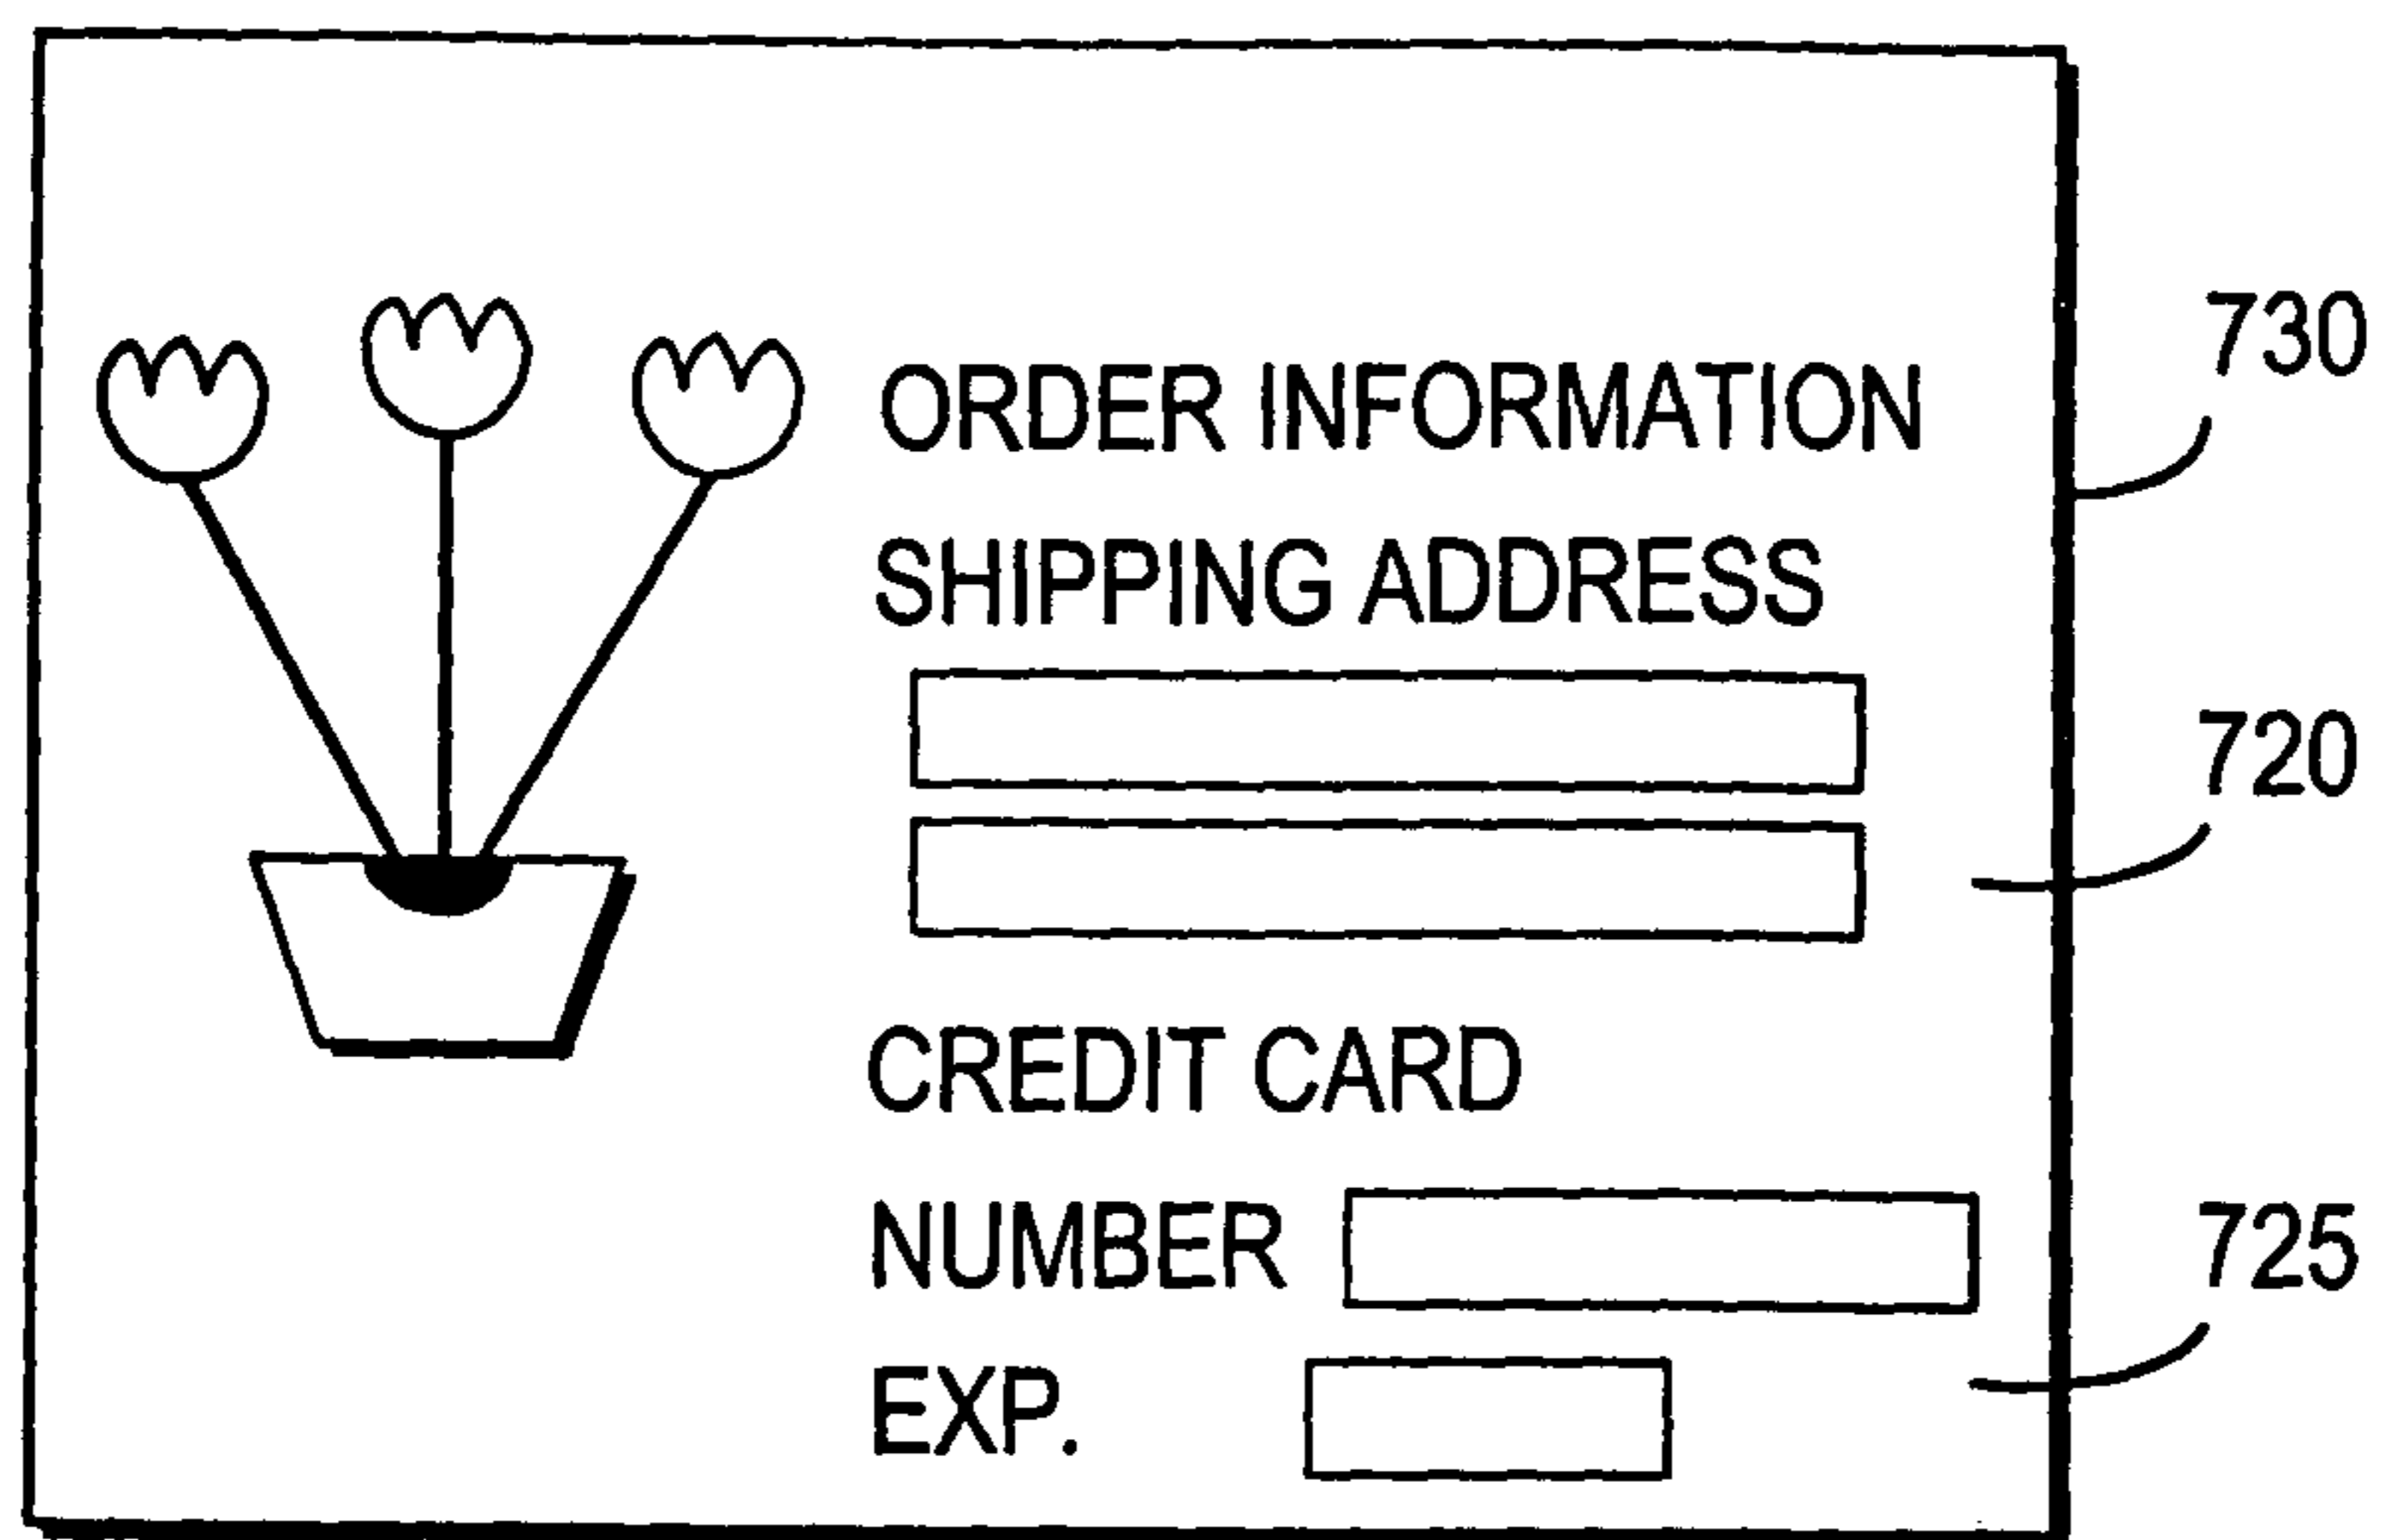 730
ORDER INFORMATION
SHIPPING ADDRESS
720
CREDIT CARD
NUMBER
725
EXP.